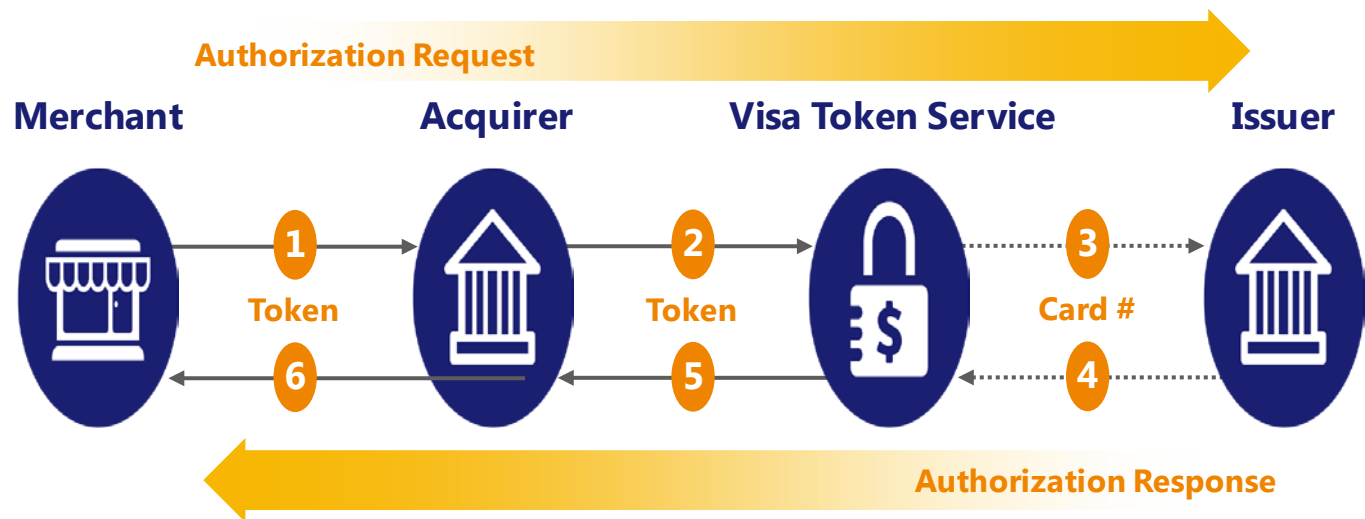 Authorization Request
Merchant
Acquirer
Visa Token Service
Issuer
1
2
3
Token
Token
$
Card #
6
5
4
Authorization Response